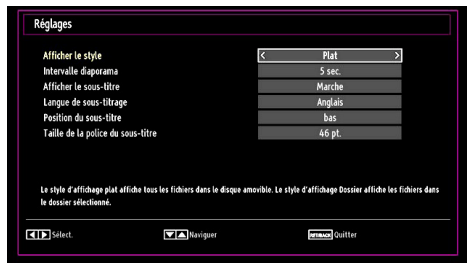 Réglages
Afficher le style < Plat >
Intervalle diaporama 5 sec.
Afficher le sous-titre Marche
Langue de sous-titrage Anglais
Position du sous-titre bas
Taille de la police du sous-titre 46 pt.
Le style d'affichage plat affiche tous les fichiers dans le disque amovible. Le style d'affichage Dossier affiche les fichiers dans
le dossier sélectionné.
Sélect. Naviguer RET/BACK Quitter